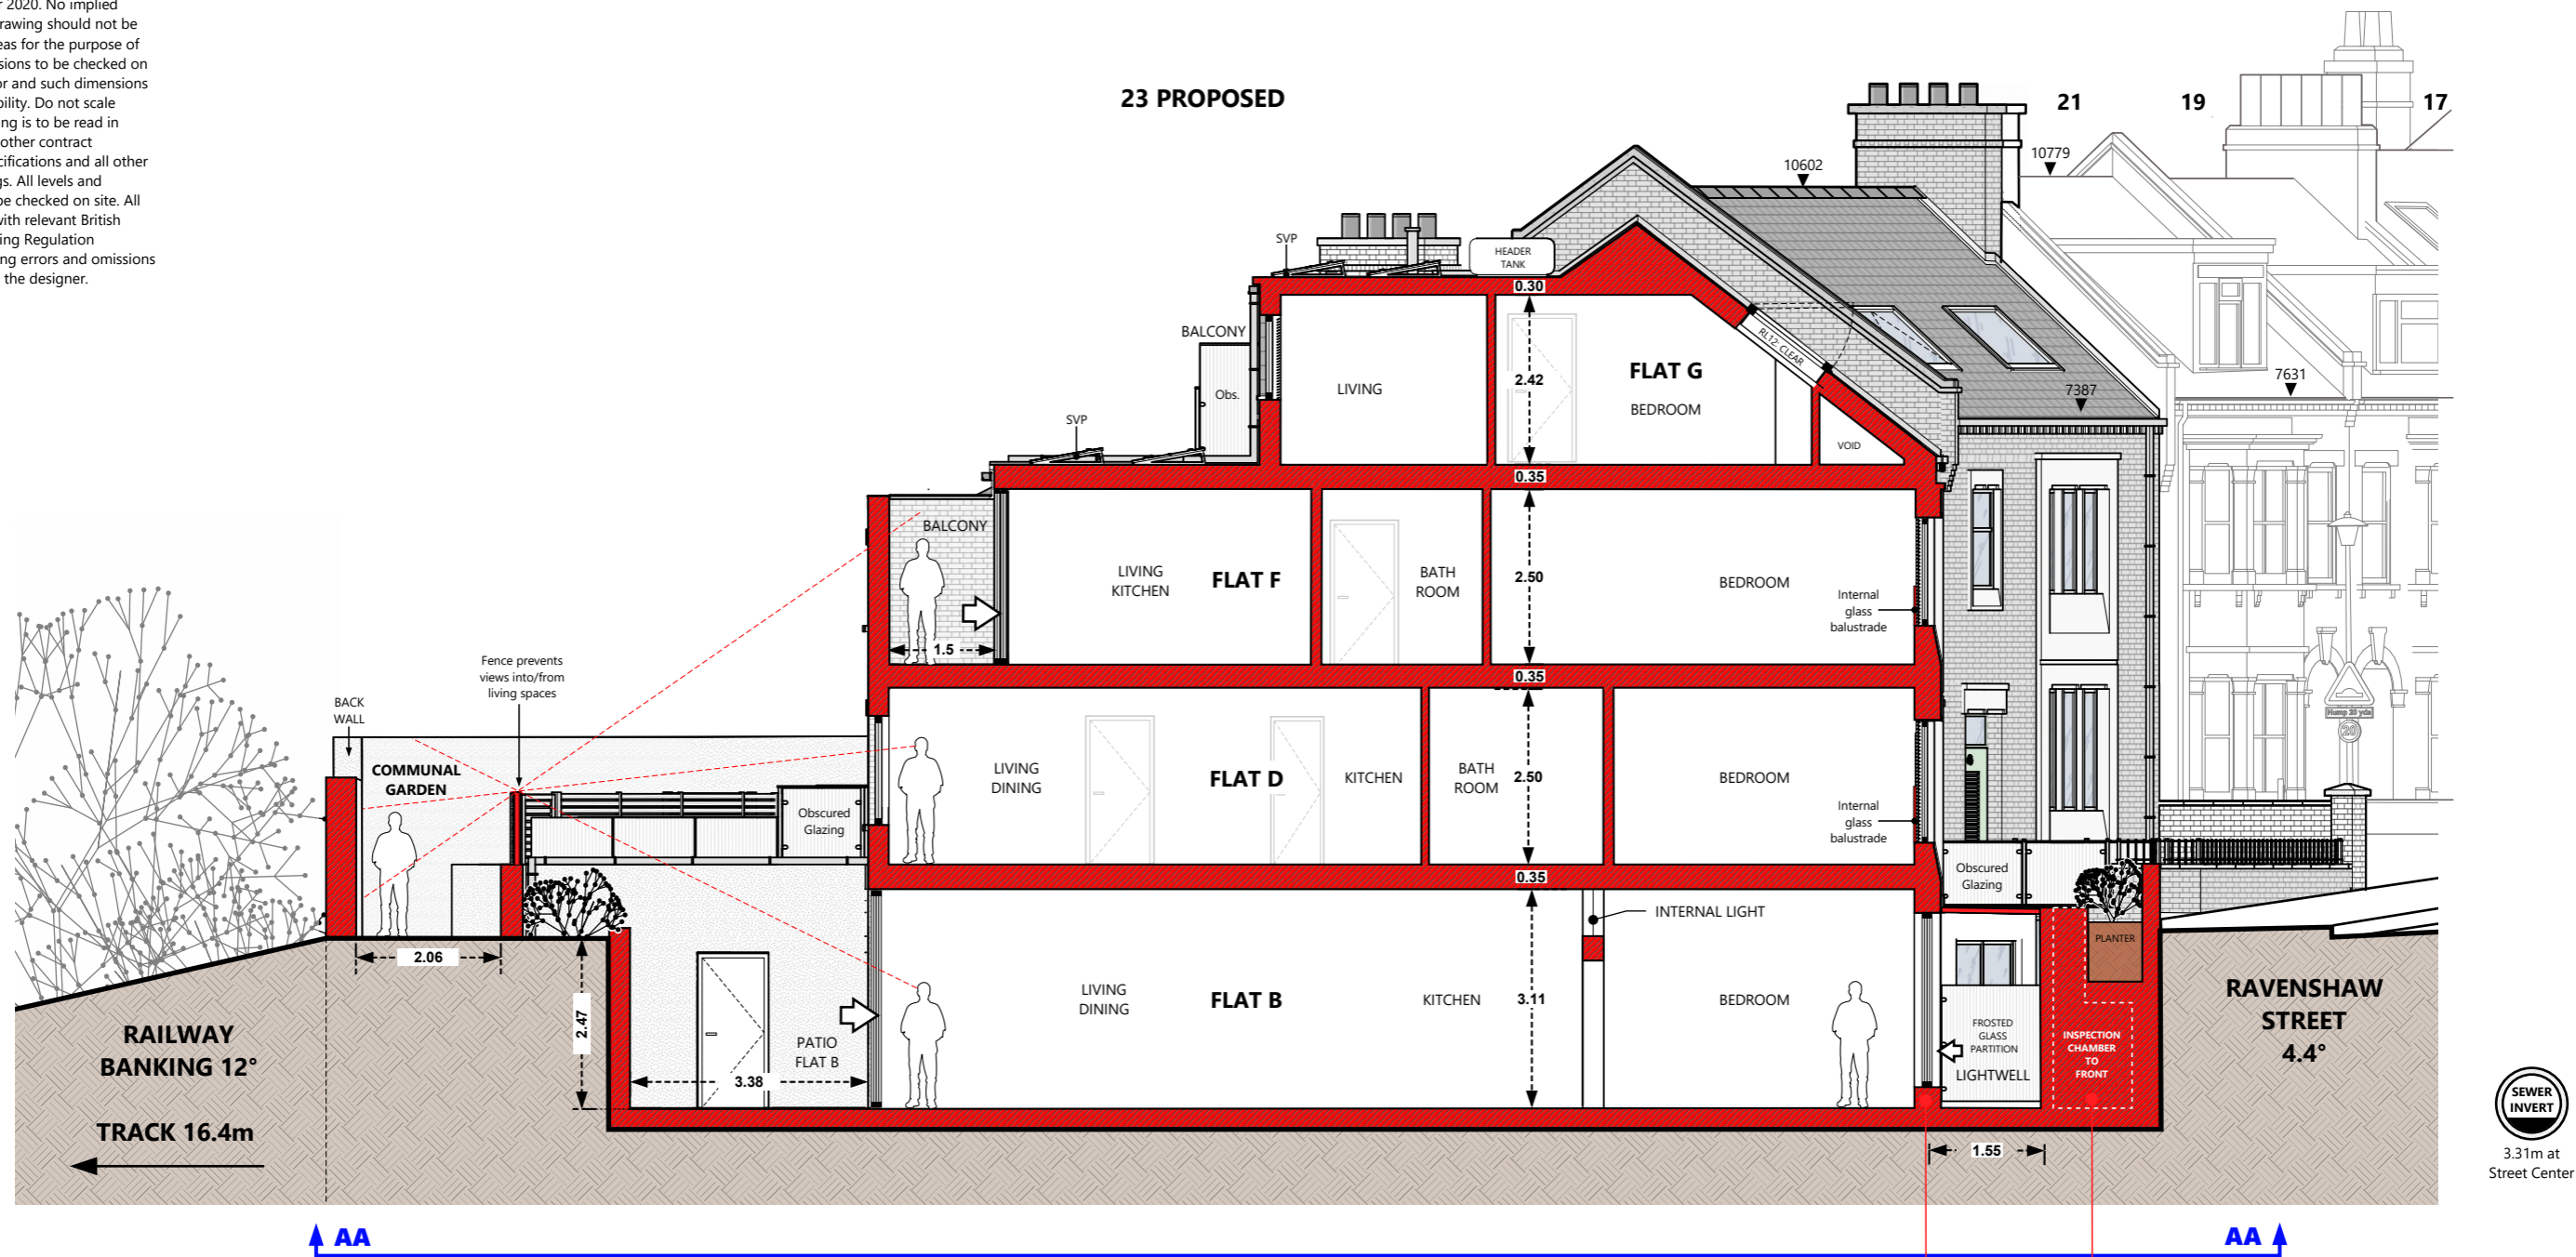 r 2020. No implied
rawing should not be
eas for the purpose of
sions to be checked on
or and such dimensions
bility. Do not scale
ing is to be read in
other contract
cifications and all other
gs. All levels and
be checked on site. All
with relevant British
ing Regulation
ng errors and omissions
the designer.
23 PROPOSED
21
19
17
10779
10602
SVP
HEADER
TANK
0.30
BALCONY
RL12: CLEAR
FLAT G
2.42
LIVING
Obs.
BEDROOM
7631
7387
SVP
VOID
0.35
BALCONY
LIVING
KITCHEN
FLAT F
BATH
ROOM
2.50
BEDROOM
Internal
glass
balustrade
1.5
Fence prevents
views into/from
living spaces
0.35
BACK
WALL
Hump 20 yds
20
COMMUNAL
GARDEN
LIVING
DINING
FLAT D
KITCHEN
BATH
ROOM
2.50
BEDROOM
Obscured
Glazing
Internal
glass
balustrade
0.35
Obscured
Glazing
INTERNAL LIGHT
PLANTER
2.06
LIVING
DINING
FLAT B
KITCHEN
3.11
BEDROOM
RAVENSHAW
STREET
4.4°
2.47
RAILWAY
BANKING 12°
PATIO
FLAT B
FROSTED
GLASS
PARTITION
LIGHTWELL
INSPECTION
CHAMBER
TO
FRONT
3.38
SEWER
INVERT
3.31m at
Street Center
TRACK 16.4m
1.55
AA
AA